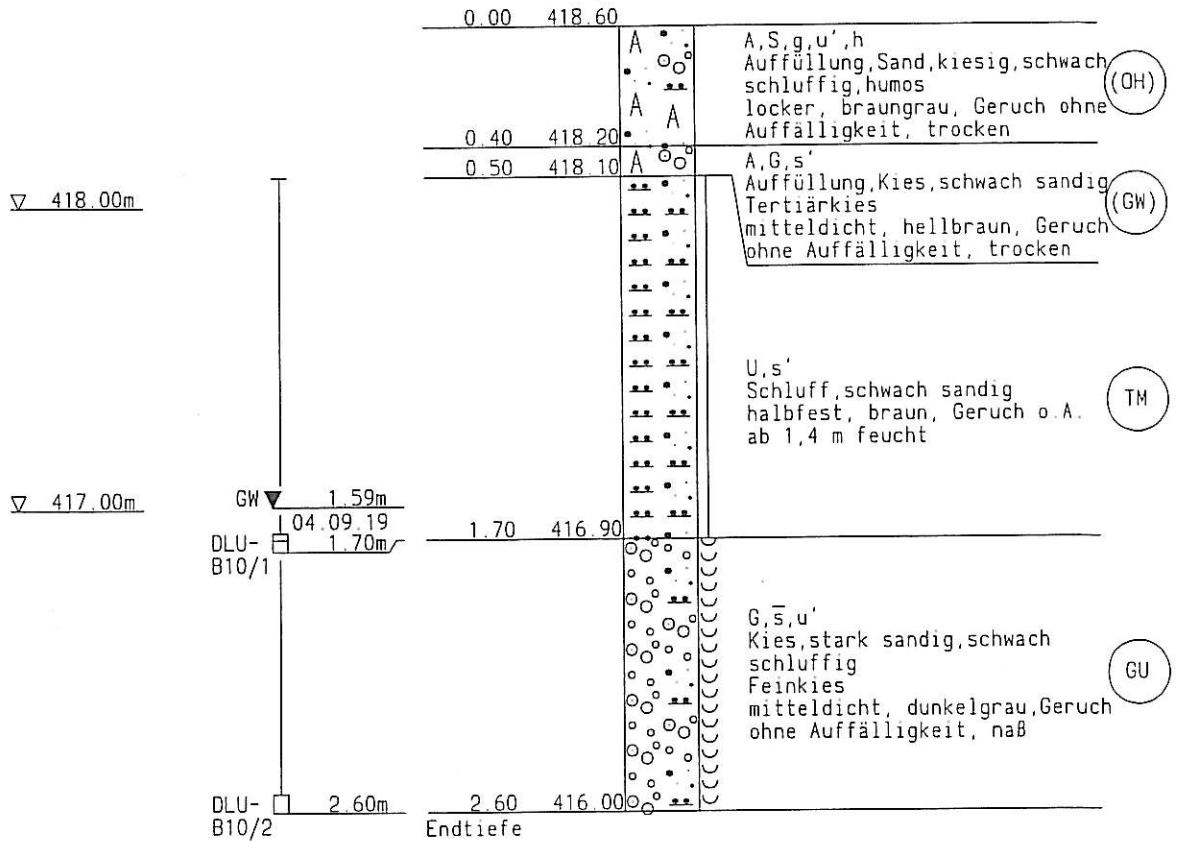 0.00 418.60
A,S,g,u',h
Auffüllung,Sand,kiesig,schwach
schluffig,humos
locker, braungrau, Geruch ohne
Auffälligkeit, trocken
(OH)
A
A
A
0.40 418.20
A
0.50 418.10
A,G,s'
Auffüllung,Kies,schwach sandig
Tertiärkies
mitteldicht, hellbraun, Geruch
ohne Auffälligkeit, trocken
(GW)
418.00m
U,s'
Schluff,schwach sandig
halbfest, braun, Geruch o.A.
ab 1,4 m feucht
TM
417.00m
GW 1.59m
04.09.19
DLU-
B10/1
1.70m
1.70 416.90
G,s̅,u'
Kies,stark sandig,schwach
schluffig
Feinkies
mitteldicht, dunkelgrau,Geruch
ohne Auffälligkeit, naß
GU
DLU-
B10/2
2.60m
2.60 416.00
Endtiefe